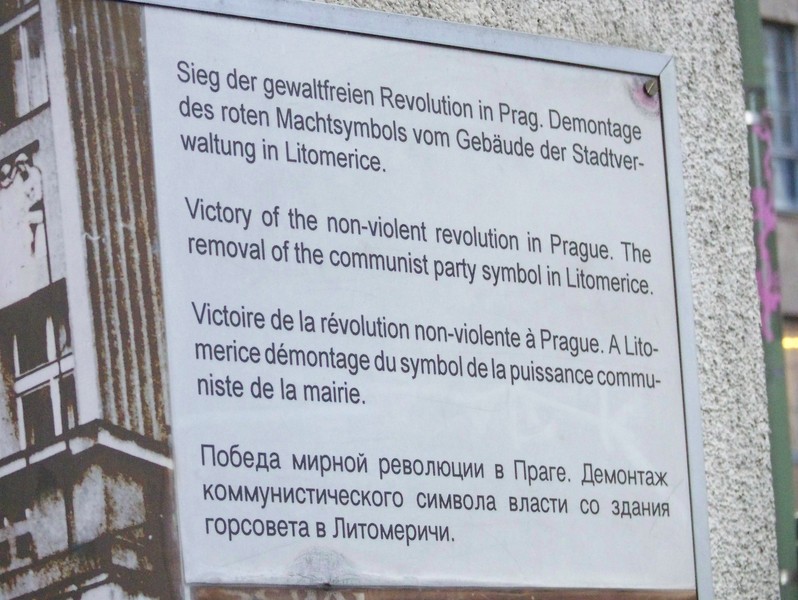 Sieg der gewaltfreien Revolution in Prag. Demontage
des roten Machtsymbols vom Gebäude der Stadtver-
waltung in Litomerice.
Victory of the non-violent revolution in Prague. The
removal of the communist party symbol in Litomerice.
Victoire de la révolution non-violente à Prague. A Lito-
merice démontage du symbol de la puissance commu-
niste de la mairie.
Победа мирной революции в Праге. Демонтаж
коммунистического символа власти со здания
горсовета в Литомеричи.